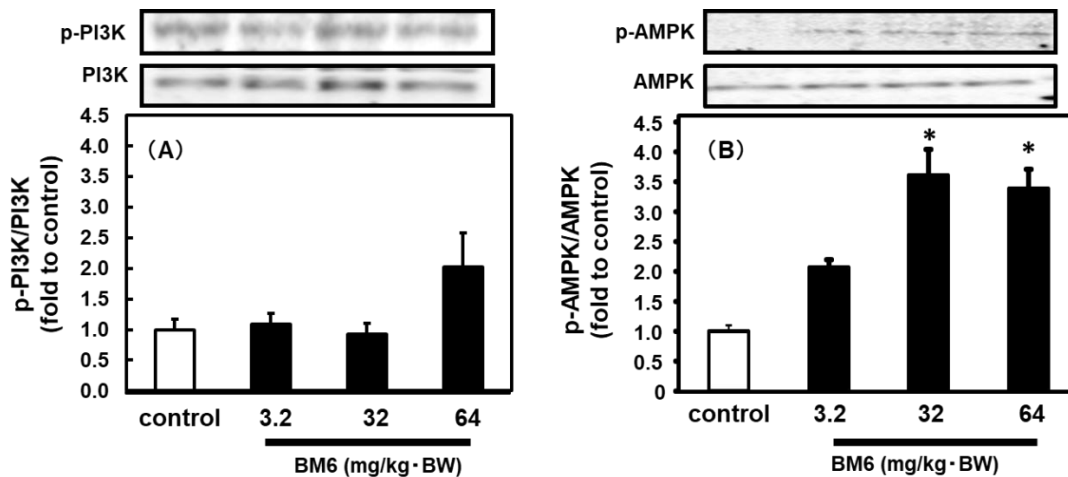 p-PI3K
PI3K
(A)
4.5
4.0
3.5
3.0
2.5
2.0
1.5
1.0
0.5
0.0
p-PI3K/PI3K
(fold to control)
control 3.2 32 64
BM6 (mg/kg・BW)
p-AMPK
AMPK
(B)
4.5
4.0
3.5
3.0
2.5
2.0
1.5
1.0
0.5
0
p-AMPK/AMPK
(fold to control)
* *
control 3.2 32 64
BM6 (mg/kg・BW)